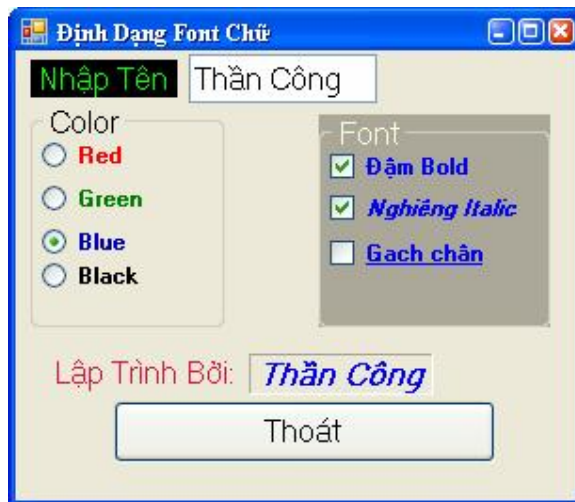 Định Dạng Font Chữ
Nhập Tên Thần Công
Color
Red
Green
Blue
Black
Font
Đậm Bold
Nghiêng Italic
Gach chân
Lập Trình Bởi: Thần Công
Thoát